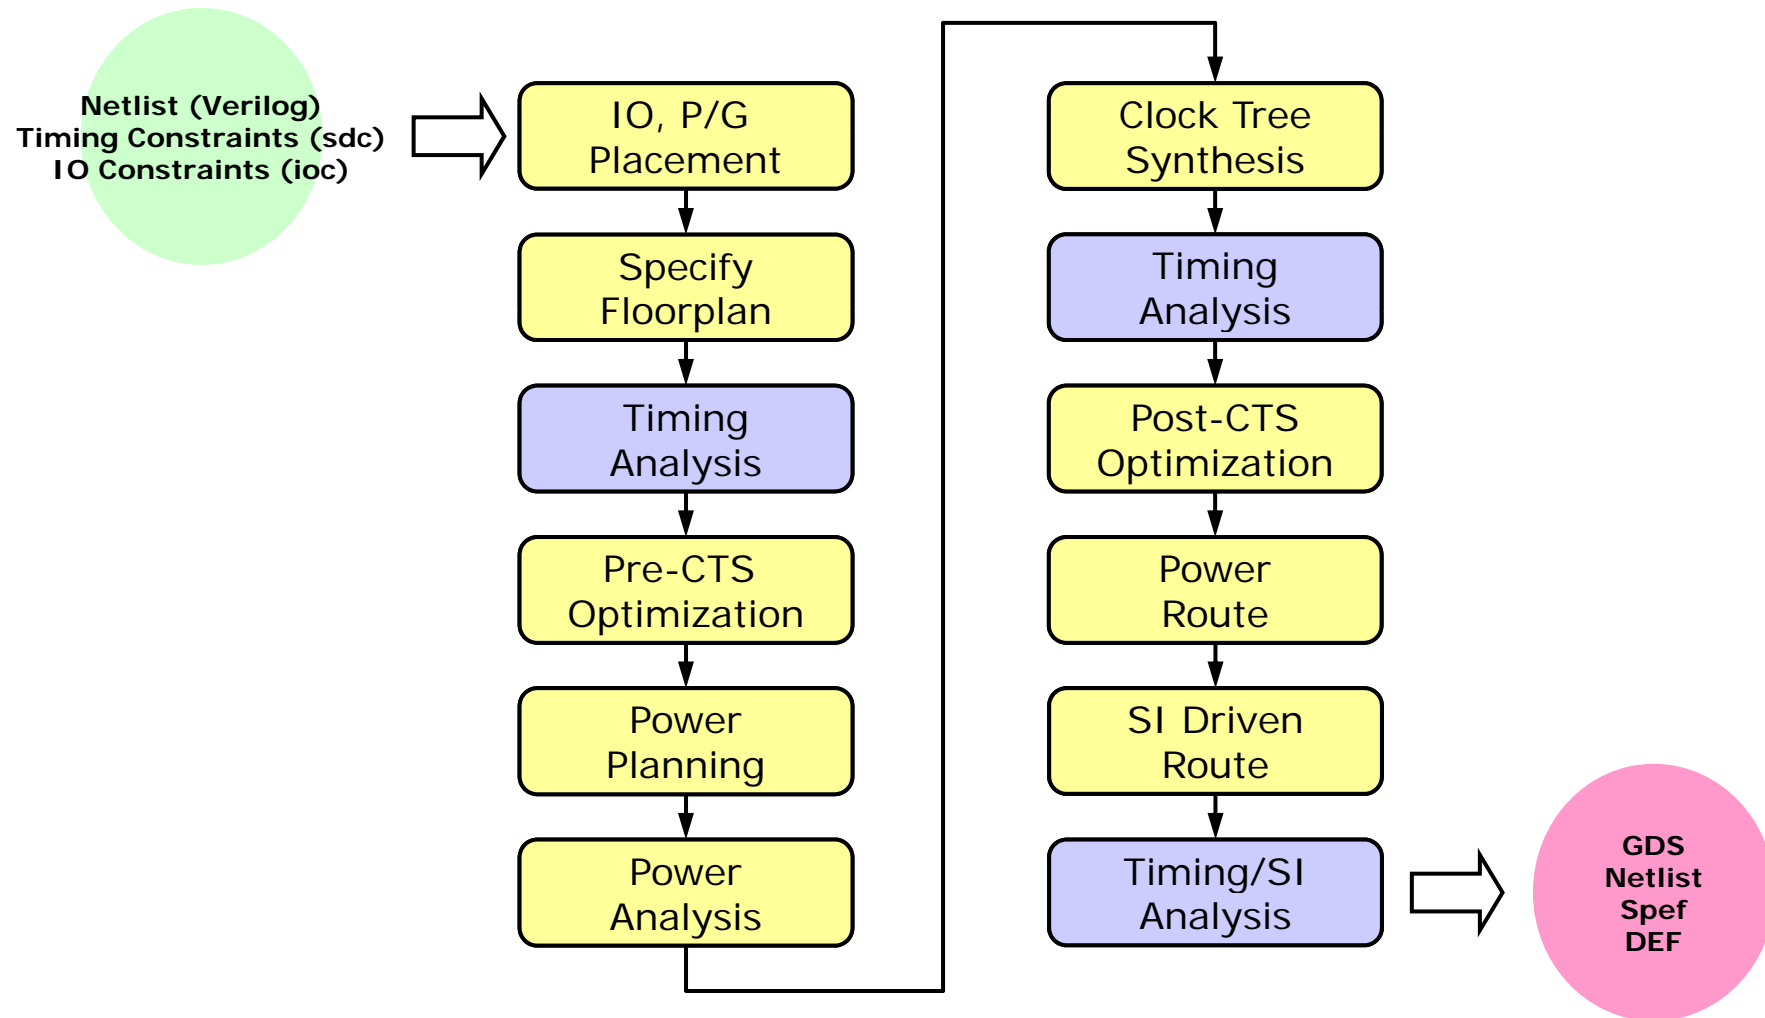 Netlist (Verilog)
Timing Constraints (sdc)
IO Constraints (ioc)
IO, P/G
Placement
Specify
Floorplan
Timing
Analysis
Pre-CTS
Optimization
Power
Planning
Power
Analysis
Clock Tree
Synthesis
Timing
Analysis
Post-CTS
Optimization
Power
Route
SI Driven
Route
Timing/SI
Analysis
GDS
Netlist
Spef
DEF